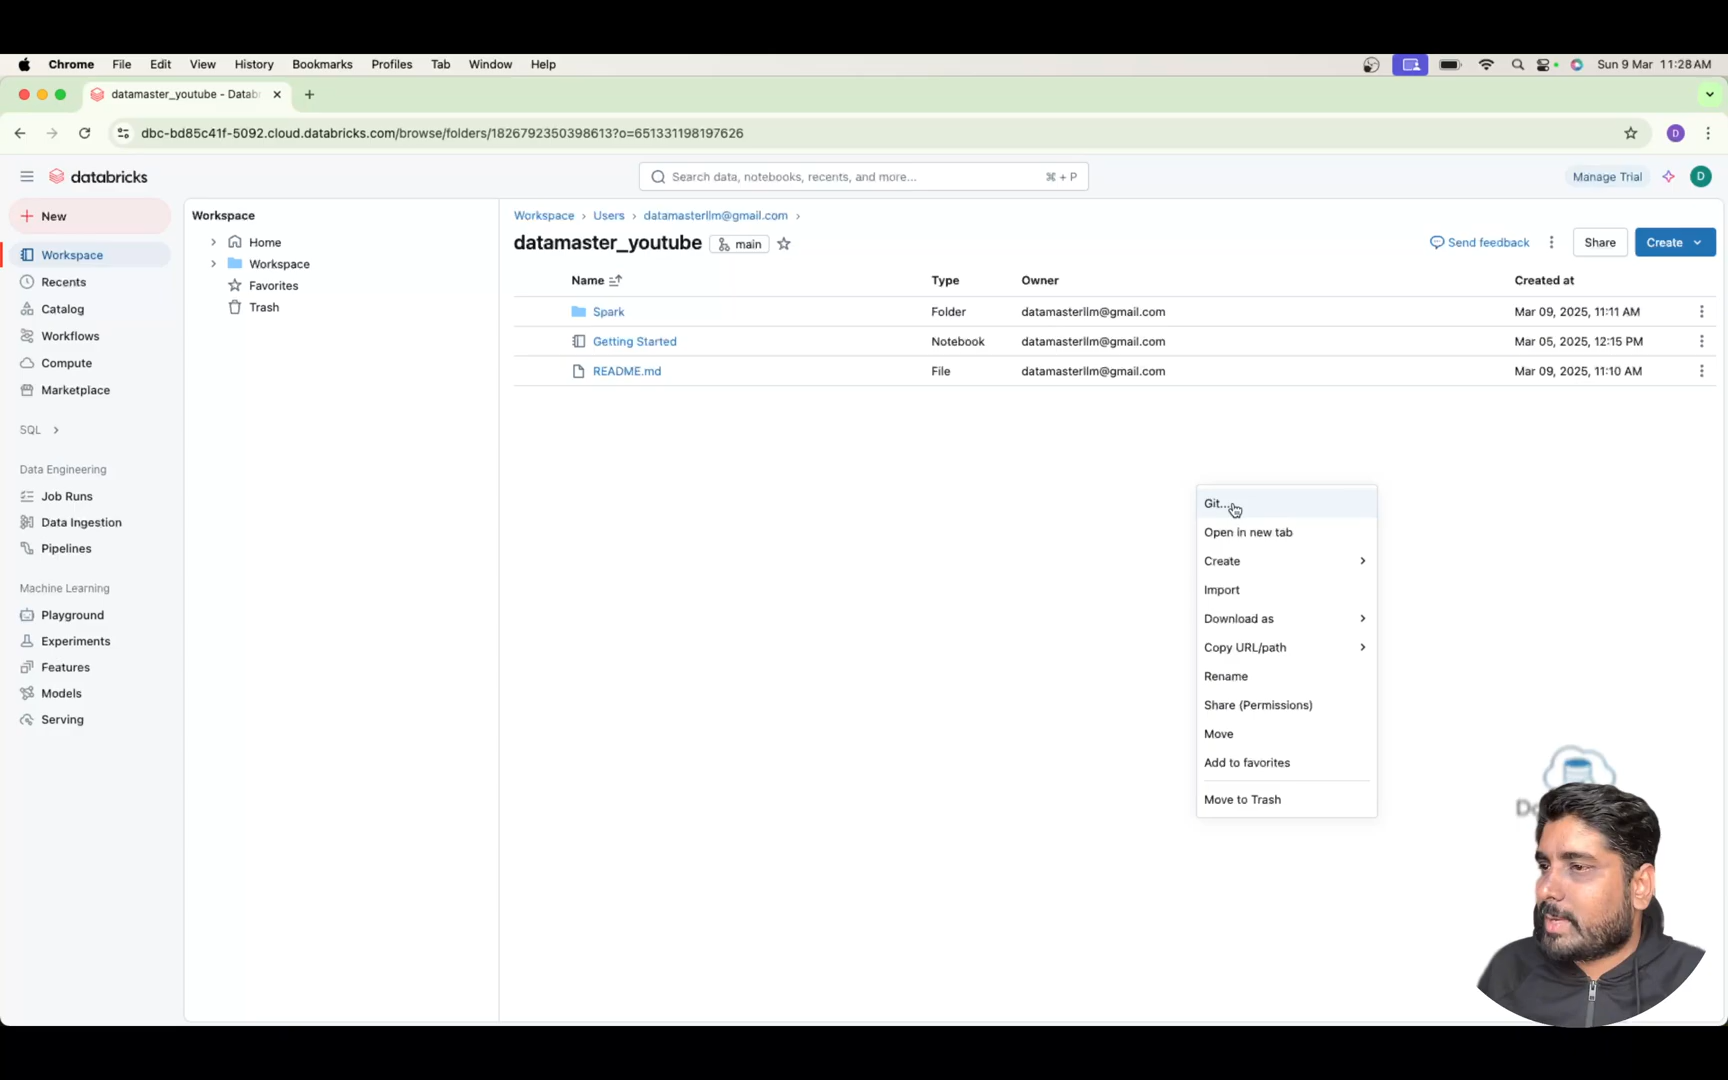 Chrome File Edit View History Bookmarks Profiles Tab Window Help Sun 9 Mar 11:28 AM
datamaster_youtube - Datab
dbc-bd85c41f-5092.cloud.databricks.com/browse/folders/1826792350398613?o=651331198197626
D
databricks
Search data, notebooks, recents, and more... ⌘ + P
Manage Trial
D
New
Workspace
Recents
Catalog
Workflows
Compute
Marketplace
SQL
Data Engineering
Job Runs
Data Ingestion
Pipelines
Machine Learning
Playground
Experiments
Features
Models
Serving
Workspace
Home
Workspace
Favorites
Trash
Workspace › Users › datamasterllm@gmail.com ›
datamaster_youtube main
Send feedback
Share
Create
Name Type Owner Created at
Spark Folder datamasterllm@gmail.com Mar 09, 2025, 11:11 AM
Getting Started Notebook datamasterllm@gmail.com Mar 05, 2025, 12:15 PM
README.md File datamasterllm@gmail.com Mar 09, 2025, 11:10 AM
Git...
Open in new tab
Create
Import
Download as
Copy URL/path
Rename
Share (Permissions)
Move
Add to favorites
Move to Trash